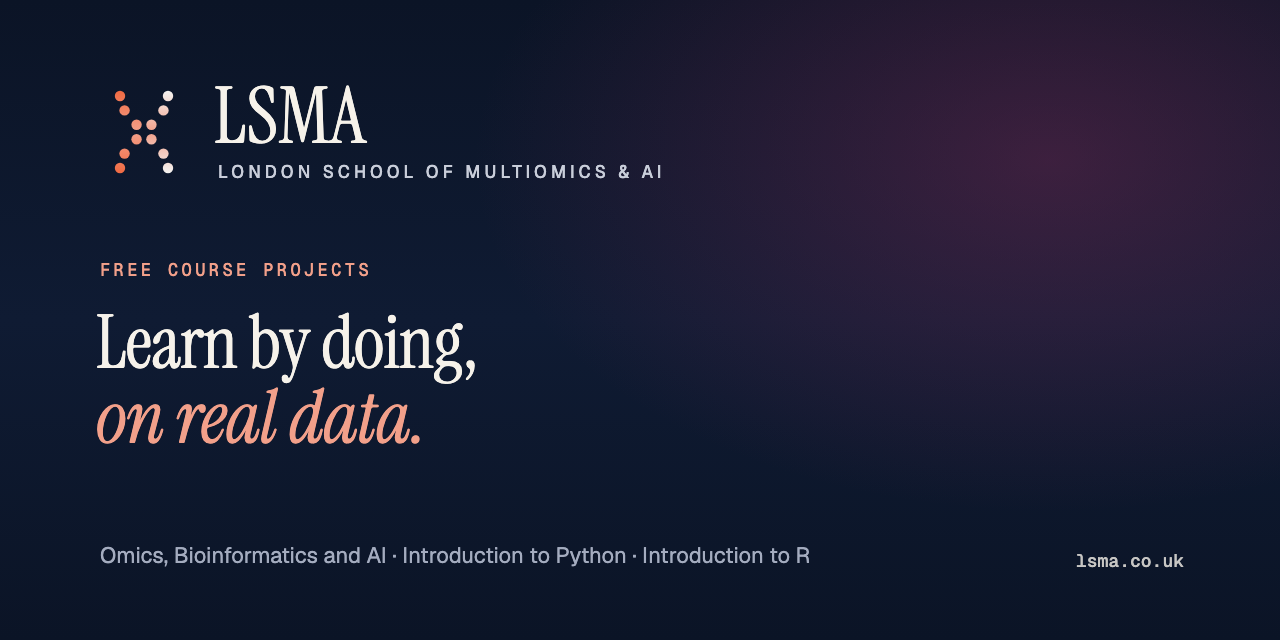 LSMA
LONDON SCHOOL OF MULTIOMICS & AI
FREE COURSE PROJECTS
Learn by doing,
on real data.
Omics, Bioinformatics and AI · Introduction to Python · Introduction to R
lsma.co.uk